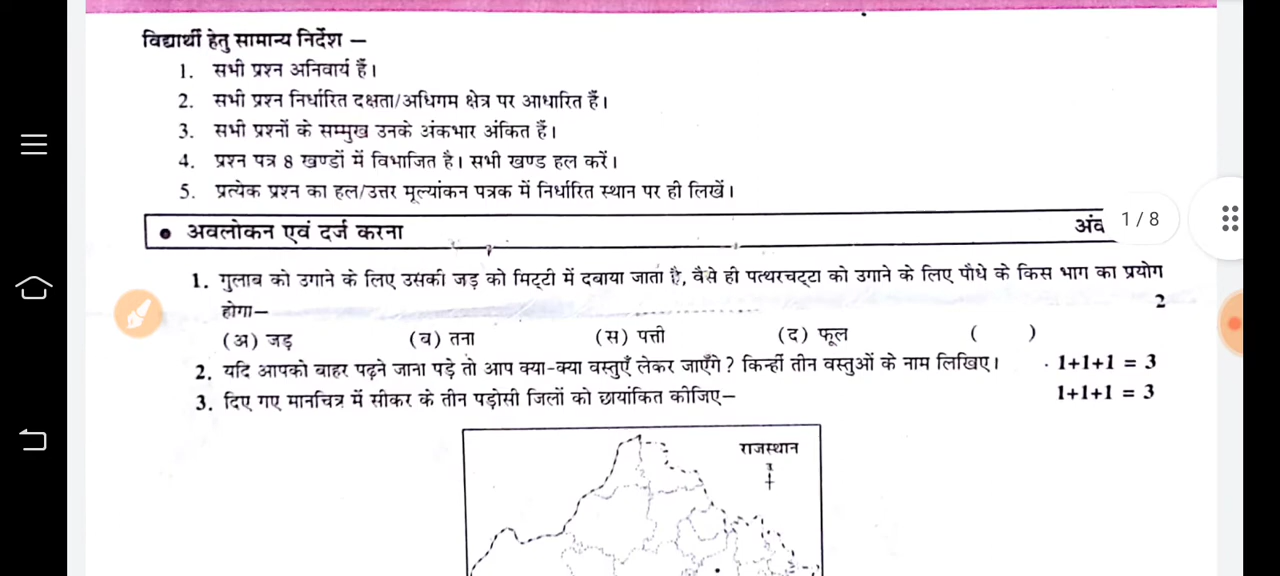 विद्यार्थी हेतु सामान्य निर्देश –
1. सभी प्रश्न अनिवार्य हैं।
2. सभी प्रश्न निर्धारित दक्षता/अधिगम क्षेत्र पर आधारित हैं।
3. सभी प्रश्नों के सम्मुख उनके अंकभार अंकित हैं।
4. प्रश्न पत्र 8 खण्डों में विभाजित है। सभी खण्ड हल करें।
5. प्रत्येक प्रश्न का हल/उत्तर मूल्यांकन पत्रक में निर्धारित स्थान पर ही लिखें।
• अवलोकन एवं दर्ज करना
1 / 8
1. गुलाब को उगाने के लिए उसकी जड़ को मिट्टी में दबाया जाता है, वैसे ही पत्थरचट्टा को उगाने के लिए पौधे के किस भाग का प्रयोग
होगा– 2
(अ) जड़ (ब) तना (स) पत्ती (द) फूल ( )
2. यदि आपको बाहर पढ़ने जाना पड़े तो आप क्या-क्या वस्तुएँ लेकर जाएँगे? किन्हीं तीन वस्तुओं के नाम लिखिए। 1+1+1 = 3
3. दिए गए मानचित्र में सीकर के तीन पड़ोसी जिलों को छायांकित कीजिए– 1+1+1 = 3
राजस्थान